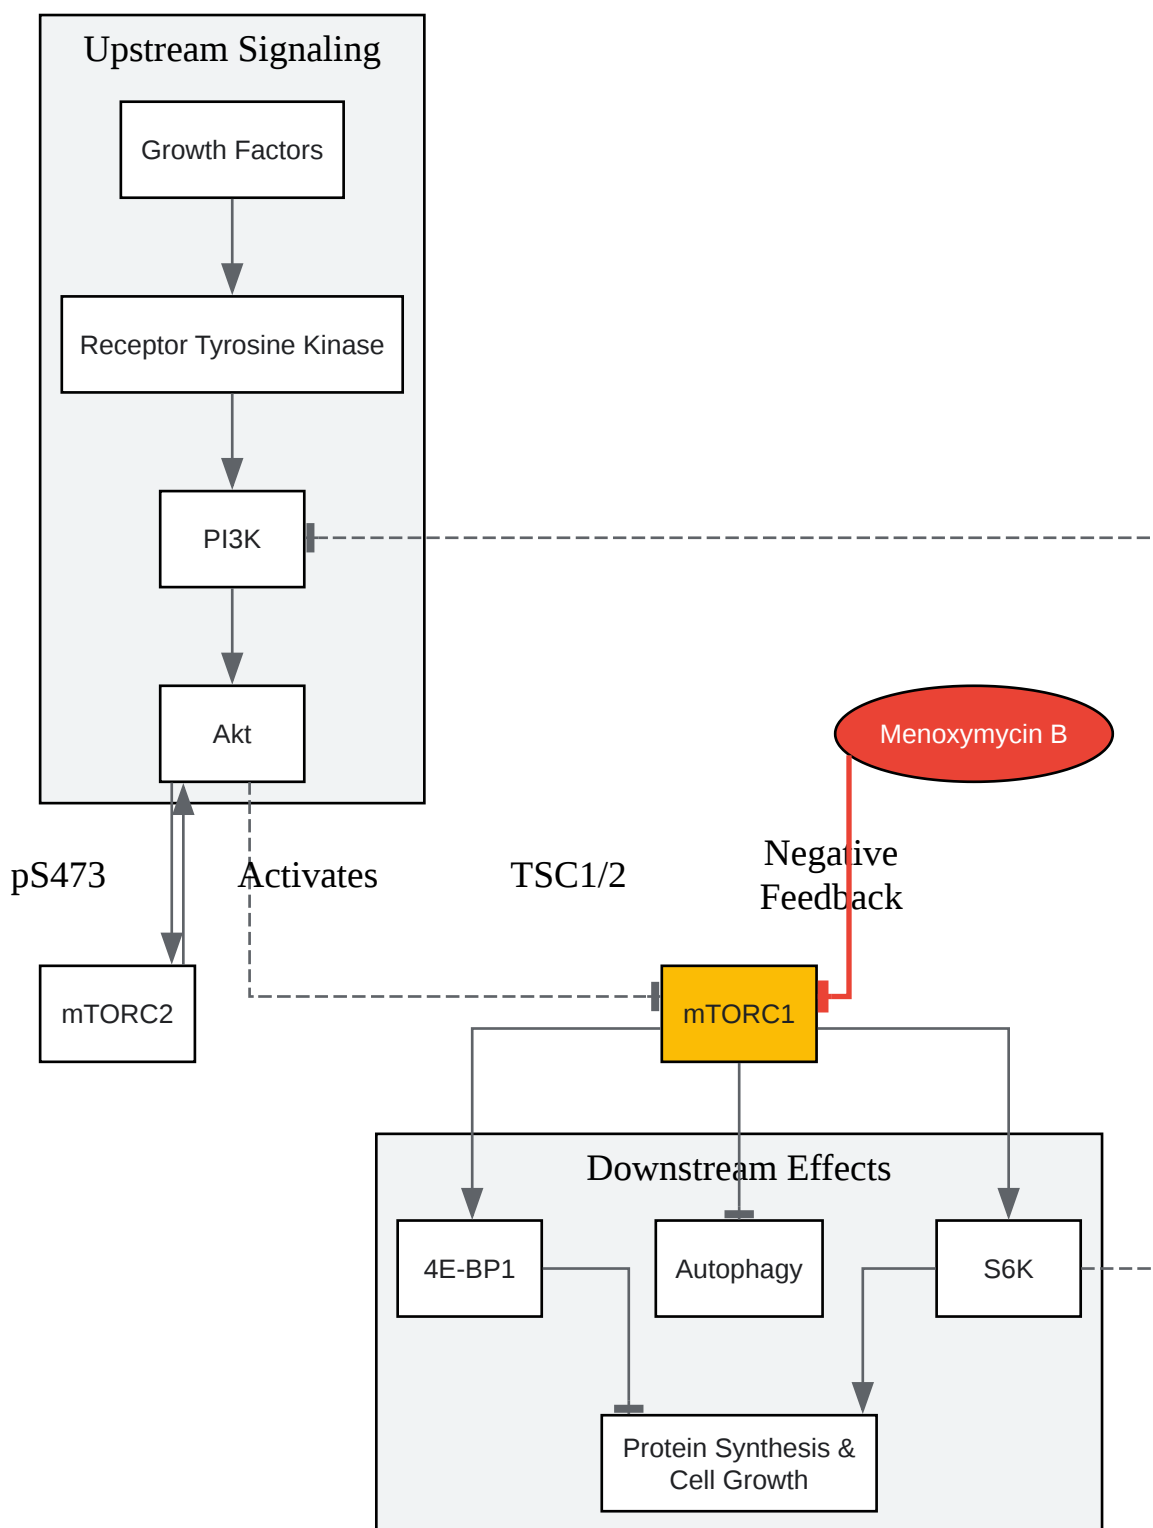 Upstream Signaling
Growth Factors
Receptor Tyrosine Kinase
PI3K
Akt
Menoxymycin B
pS473
Activates
TSC1/2
Negative
Feedback
mTORC2
mTORC1
Downstream Effects
4E-BP1
Autophagy
S6K
Protein Synthesis &
Cell Growth